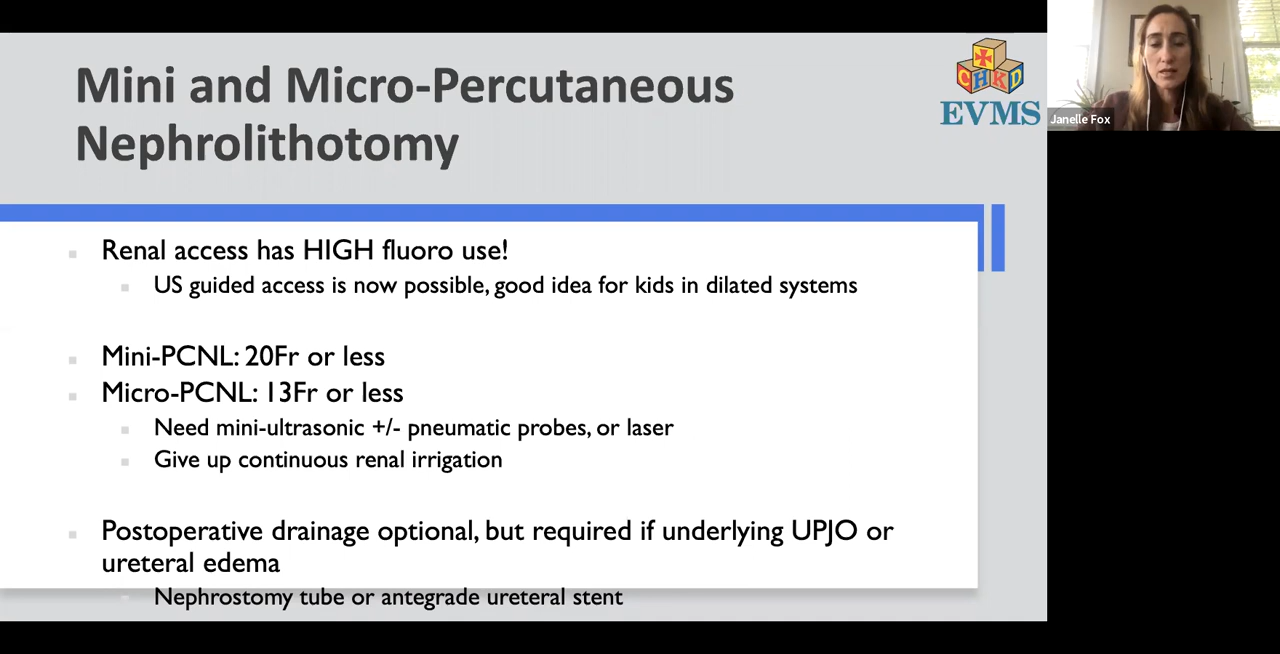 Mini and Micro-Percutaneous
Nephrolithotomy
CHKD
EVMS
Janelle Fox
Renal access has HIGH fluoro use!
US guided access is now possible, good idea for kids in dilated systems
Mini-PCNL: 20Fr or less
Micro-PCNL: 13Fr or less
Need mini-ultrasonic +/- pneumatic probes, or laser
Give up continuous renal irrigation
Postoperative drainage optional, but required if underlying UPJO or
ureteral edema
Nephrostomy tube or antegrade ureteral stent